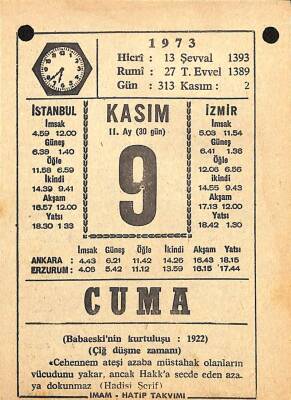 1973
Hicrî : 13 Şevval 1393
Rumî : 27 T. Evvel 1389
Gün : 313 Kasım : 2
İSTANBUL
İmsak
4.59 12.00
Güneş
6.38 1.40
Öğle
11.58 6.59
İkindi
14.39 9.41
Akşam
16.57 12.00
Yatsı
18.30 1.33
KASIM
11. Ay (30 gün)
9
İZMİR
İmsak
5.03 11.54
Güneş
6.41 1.36
Öğle
12.06 6.56
İkindi
14.55 9.43
Akşam
17.13 12.00
Yatsı
18.42 1.30
İmsak Güneş Öğle İkindi Akşam Yatsı
ANKARA : 4.43 6.21 11.42 14.26 16.43 18.15
ERZURUM : 4.06 5.42 11.12 13.59 16.15 17.44
CUMA
(Babaeski'nin kurtuluşu : 1922)
(Çiğ düşme zamanı)
«Cehennem ateşi azaba müstahak olanların
vücudunu yakar, ancak Hakk'a secde eden aza-
ya dokunmaz (Hadisi Şerif)
İMAM - HATİP TAKVİMİ